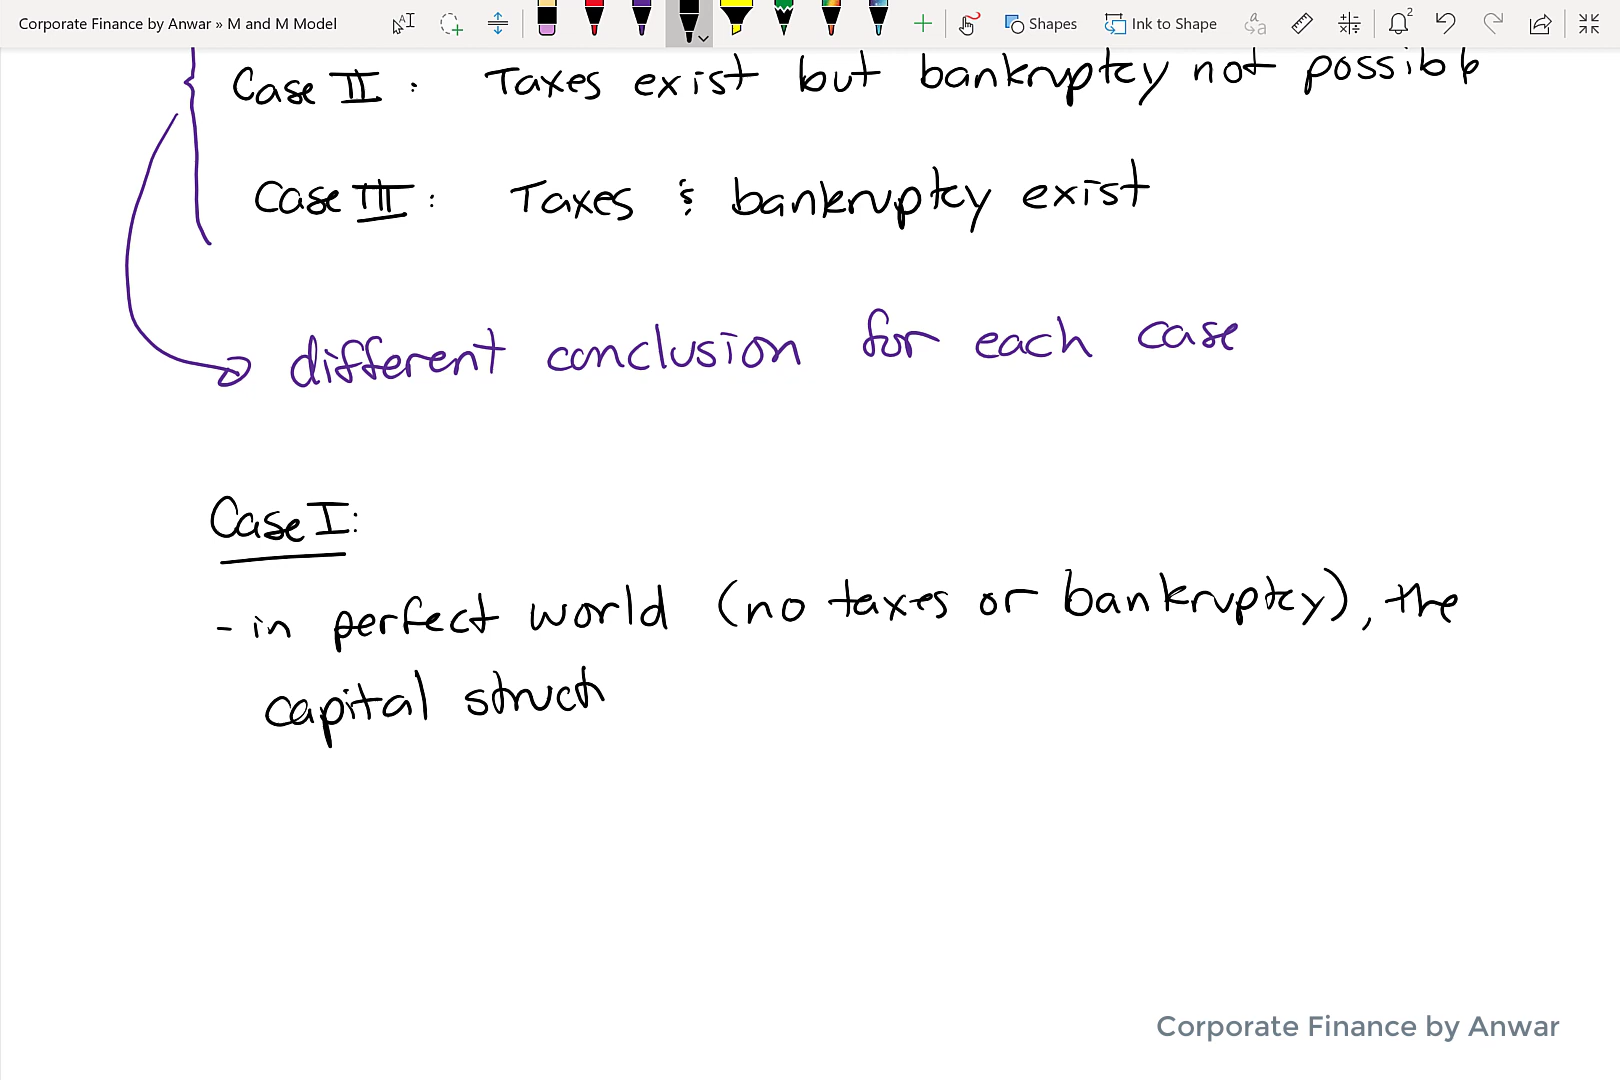 Corporate Finance by Anwar » M and M Model
Shapes
Ink to Shape
2
Case II : Taxes exist but bankruptcy not possible
Case III : Taxes & bankruptcy exist
different conclusion for each case
Case I:
- in perfect world (no taxes or bankruptcy), the
capital struct
Corporate Finance by Anwar